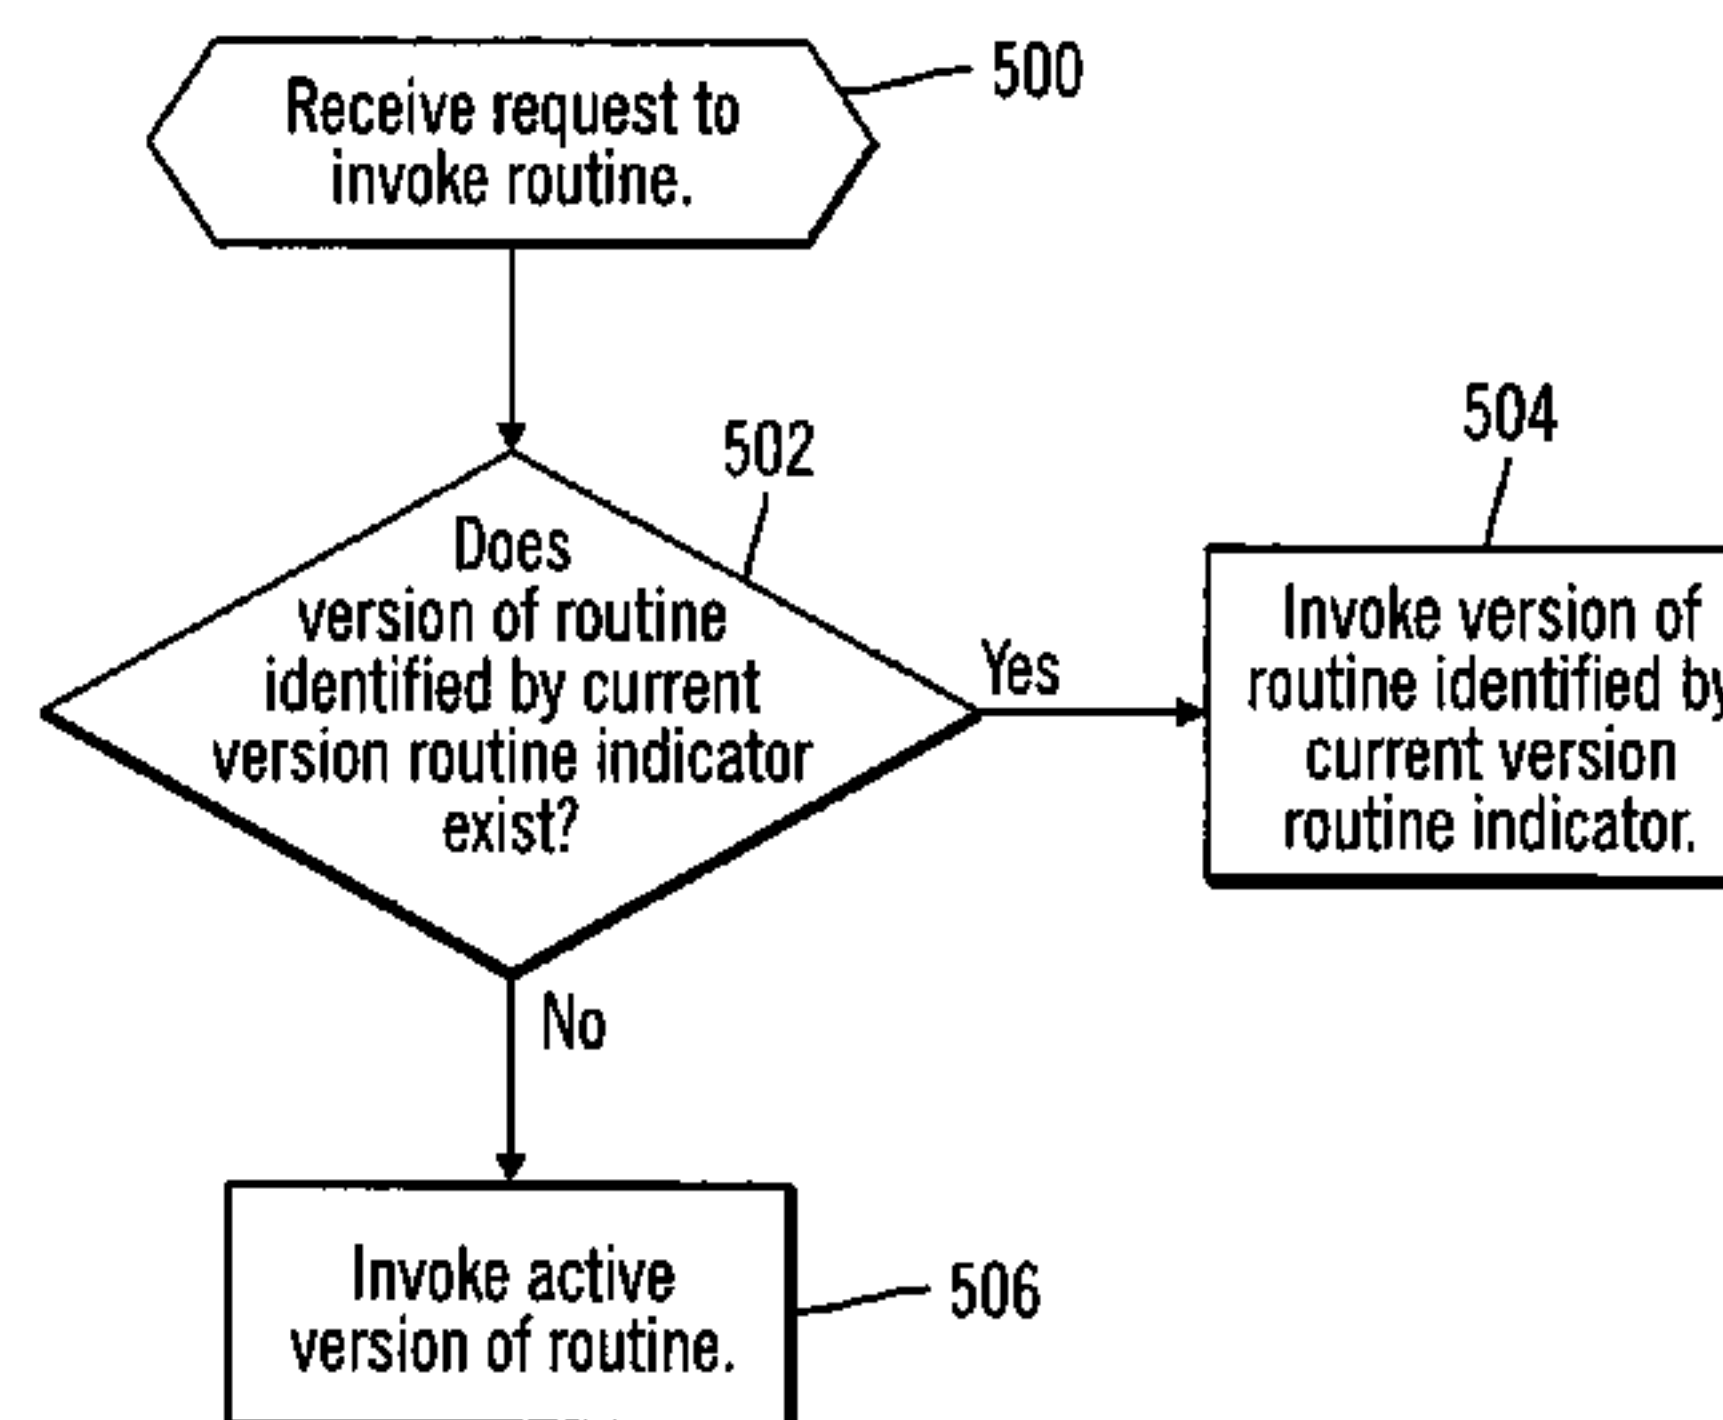 500
Receive request to
invoke routine.
502
Does
version of routine
identified by current
version routine indicator
exist?
Yes
504
Invoke version of
routine identified by
current version
routine indicator.
No
Invoke active
version of routine.
506